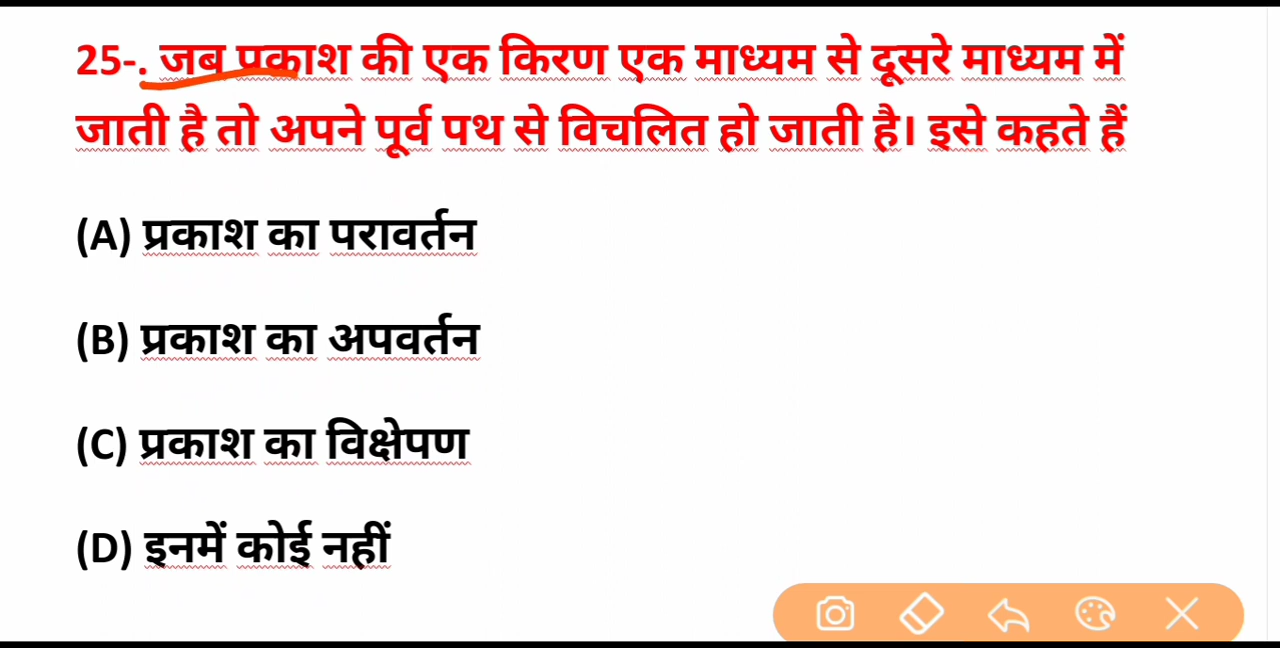 25-. जब प्रकाश की एक किरण एक माध्यम से दूसरे माध्यम में
जाती है तो अपने पूर्व पथ से विचलित हो जाती है। इसे कहते हैं
(A) प्रकाश का परावर्तन
(B) प्रकाश का अपवर्तन
(C) प्रकाश का विक्षेपण
(D) इनमें कोई नहीं